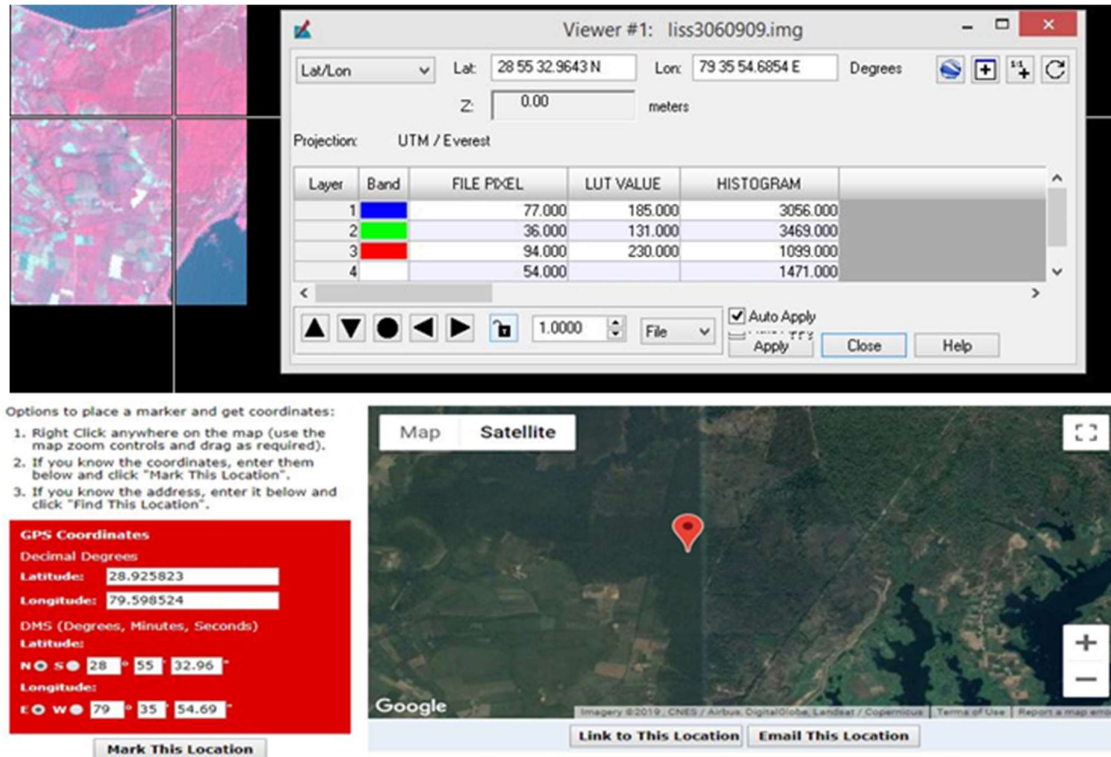 Viewer #1: liss3060909.img
Lat/Lon Lat: 28 55 32.9643 N Lon: 79 35 54.6854 E Degrees
Z: 0.00 meters
Projection: UTM / Everest
Layer Band FILE PIXEL LUT VALUE HISTOGRAM
1 77.000 185.000 3056.000
2 36.000 131.000 3469.000
3 94.000 230.000 1099.000
4 54.000 1471.000
1.0000 File Auto Apply
Apply Close Help
Options to place a marker and get coordinates:
1. Right Click anywhere on the map (use the
map zoom controls and drag as required).
2. If you know the coordinates, enter them
below and click "Mark This Location".
3. If you know the address, enter it below and
click "Find This Location".
GPS Coordinates
Decimal Degrees
Latitude: 28.925823
Longitude: 79.598524
DMS (Degrees, Minutes, Seconds)
Latitude:
N S 28 ° 55 ' 32.96 "
Longitude:
E W 79 ° 35 ' 54.69 "
Mark This Location
Map Satellite
Google
Imagery ©2019 , CNES / Airbus, DigitalGlobe, Landsat / Copernicus Terms of Use Report a map error
Link to This Location Email This Location